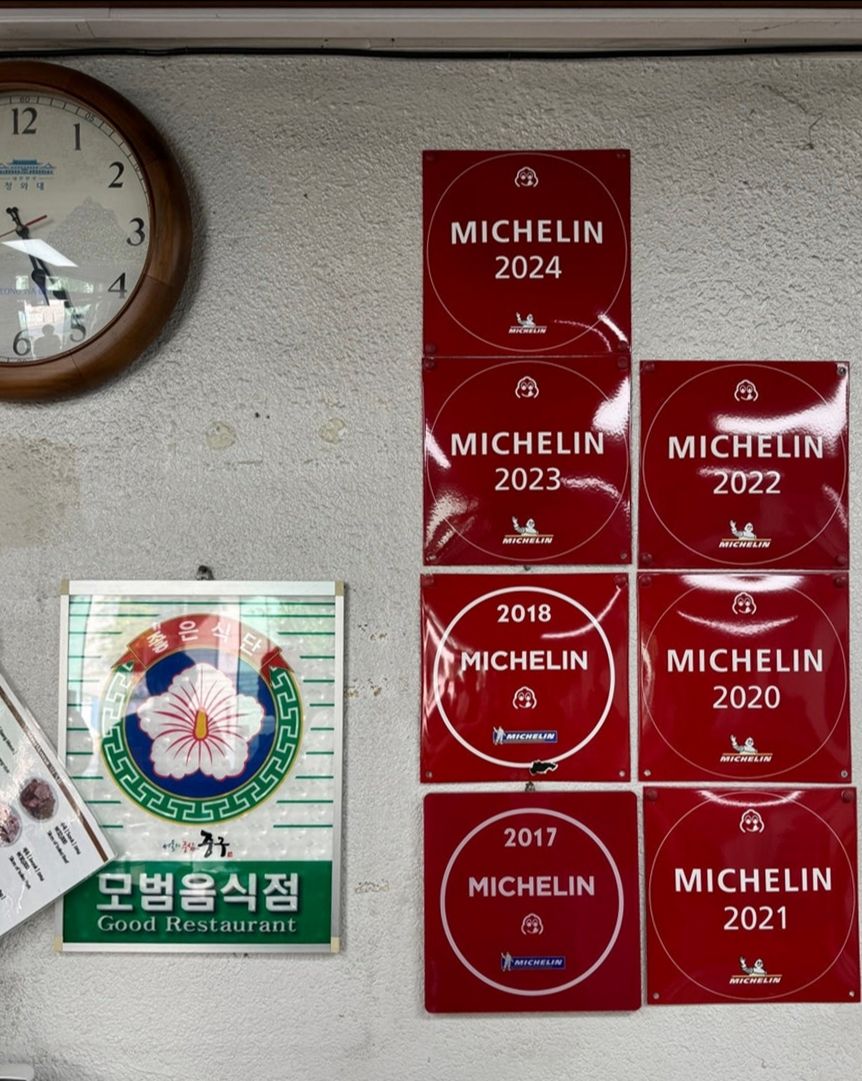 12
1
2
3
4
5
6
청와대
MICHELIN
2024
MICHELIN
MICHELIN
2023
MICHELIN
MICHELIN
2022
MICHELIN
2018
MICHELIN
MICHELIN
MICHELIN
2020
MICHELIN
2017
MICHELIN
MICHELIN
MICHELIN
2021
MICHELIN
좋은식단
중구
모범음식점
Good Restaurant